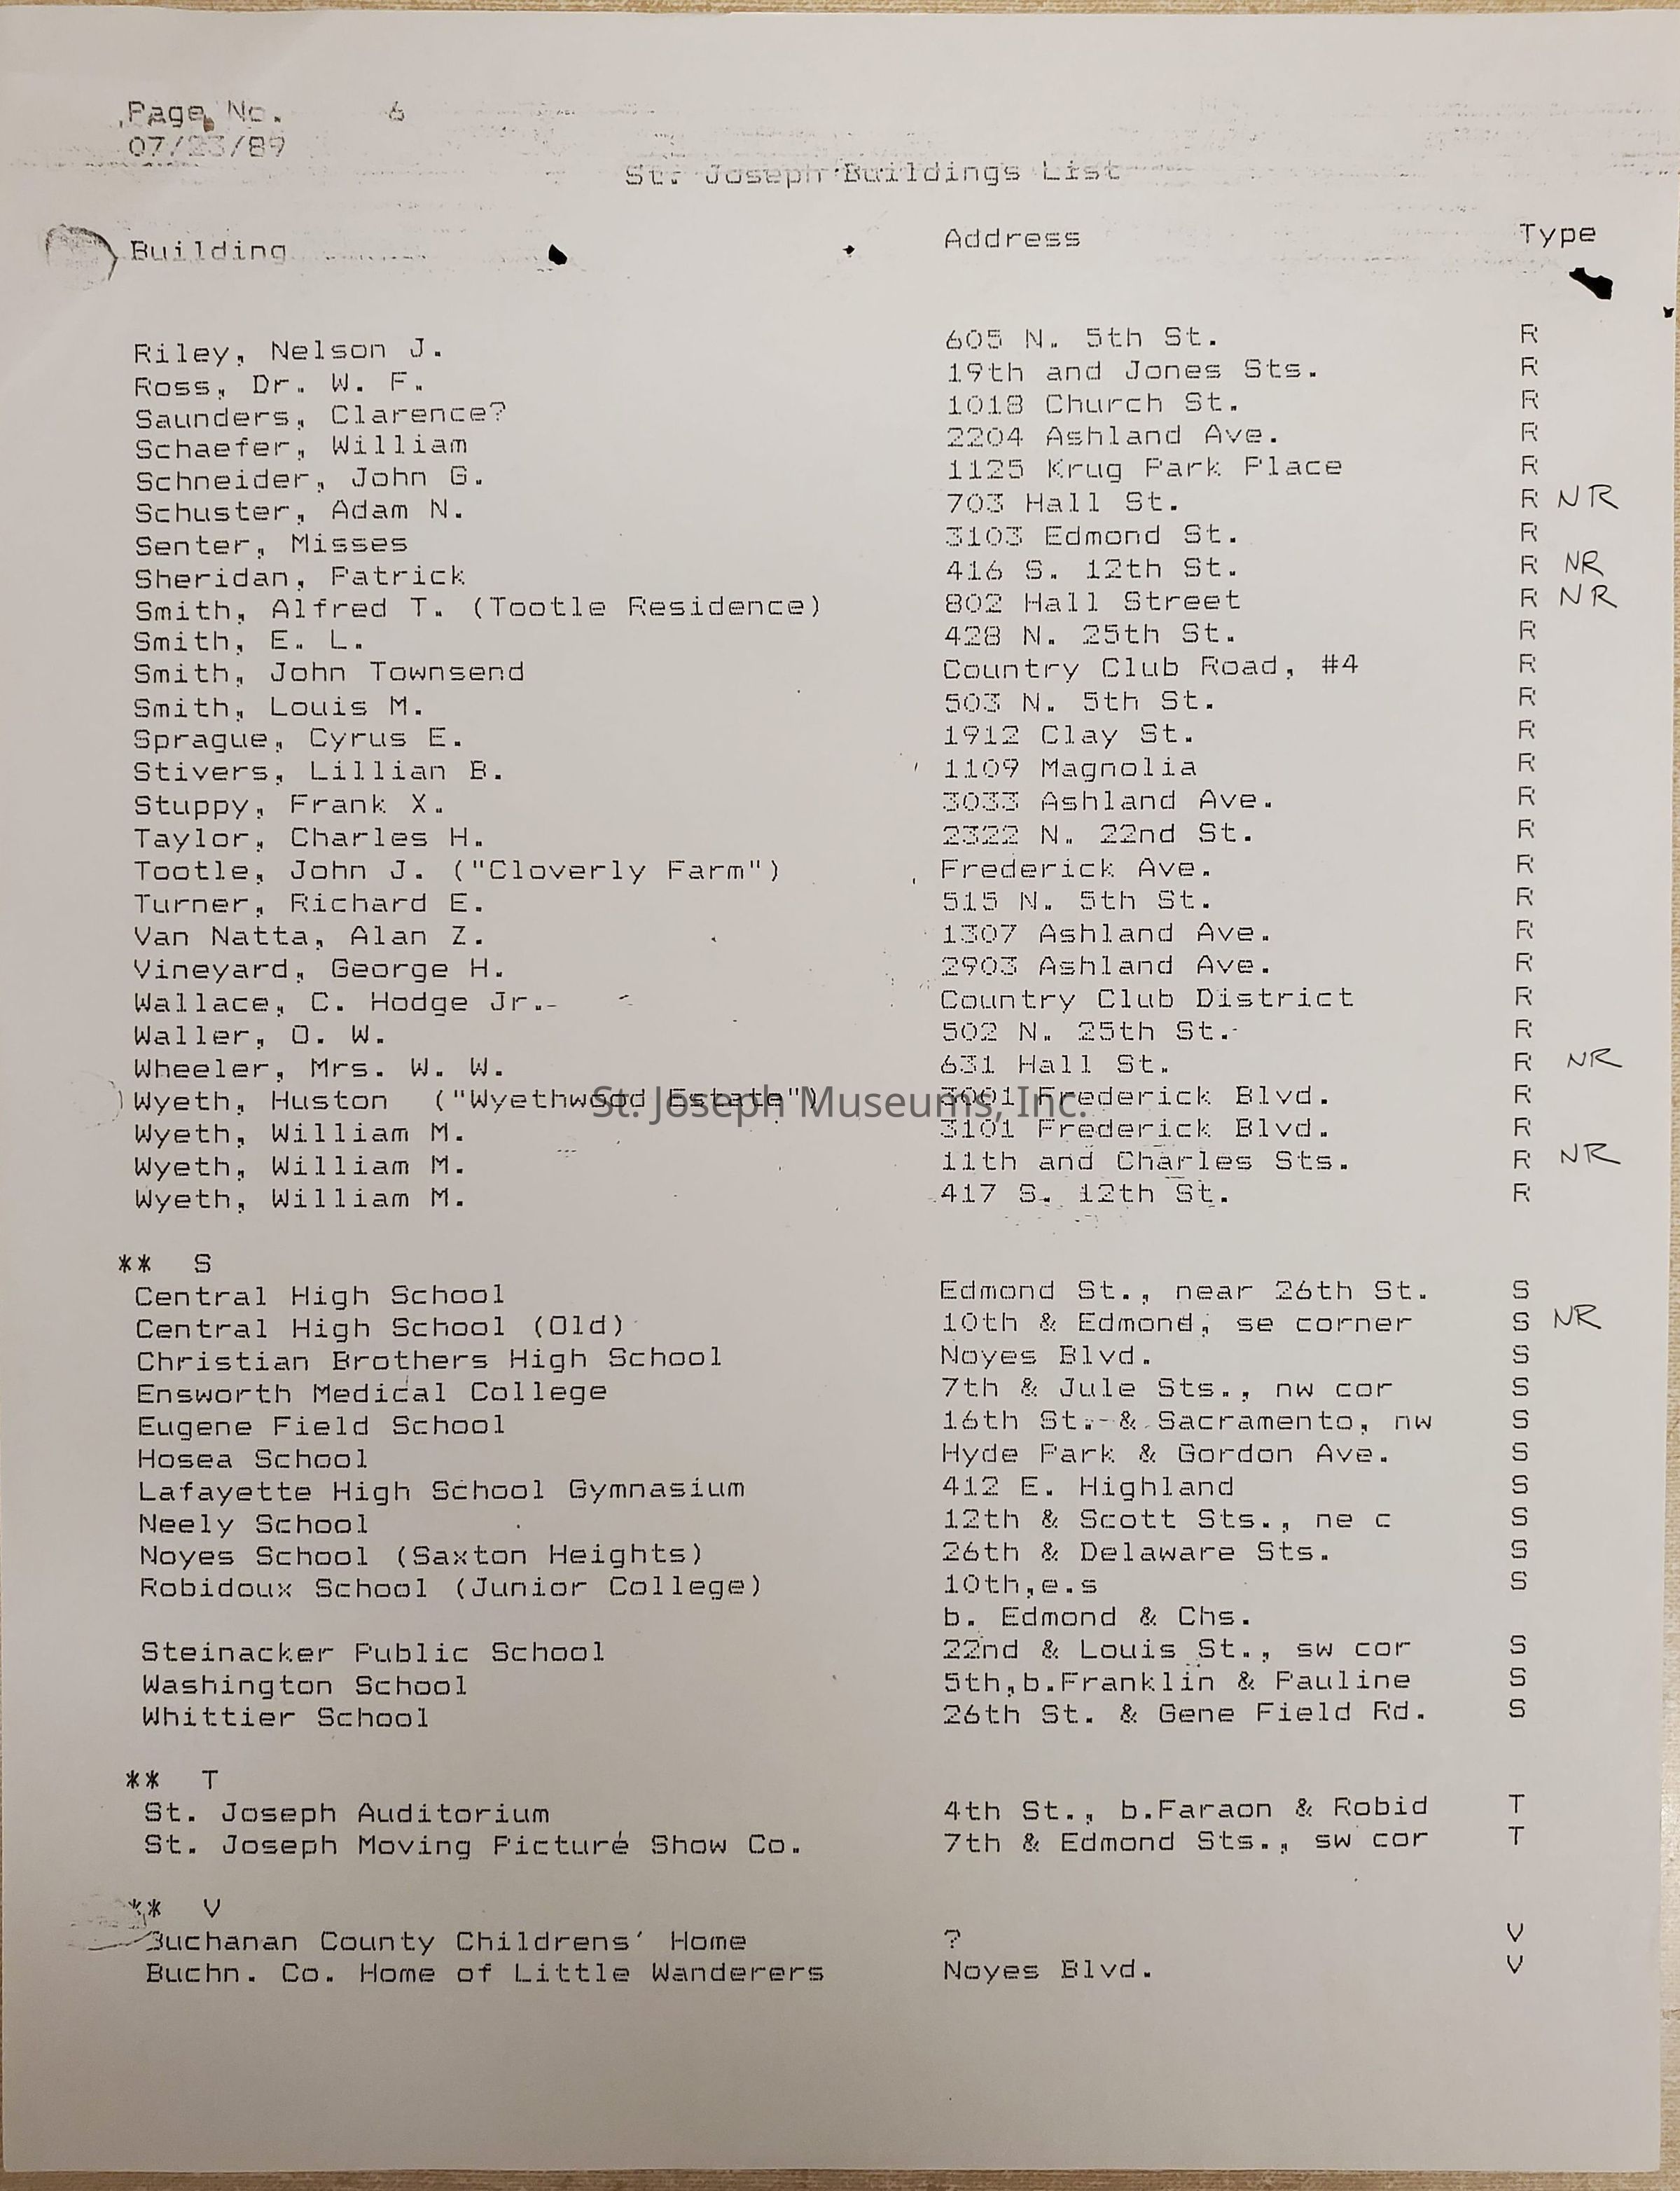 Page No. 6
07/23/89
St. Joseph Buildings List
Building Address Type
Riley, Nelson J. 605 N. 5th St. R
Ross, Dr. W. F. 19th and Jones Sts. R
Saunders, Clarence? 1018 Church St. R
Schaefer, William 2204 Ashland Ave. R
Schneider, John G. 1125 Krug Park Place R
Schuster, Adam N. 703 Hall St. R NR
Senter, Misses 3103 Edmond St. R
Sheridan, Patrick 416 S. 12th St. R NR
Smith, Alfred T. (Tootle Residence) 802 Hall Street R NR
Smith, E. L. 428 N. 25th St. R
Smith, John Townsend Country Club Road, #4 R
Smith, Louis M. 503 N. 5th St. R
Sprague, Cyrus E. 1912 Clay St. R
Stivers, Lillian B. 1109 Magnolia R
Stuppy, Frank X. 3033 Ashland Ave. R
Taylor, Charles H. 2322 N. 22nd St. R
Tootle, John J. ("Cloverly Farm") Frederick Ave. R
Turner, Richard E. 515 N. 5th St. R
Van Natta, Alan Z. 1307 Ashland Ave. R
Vineyard, George H. 2903 Ashland Ave. R
Wallace, C. Hodge Jr. Country Club District R
Waller, O. W. 502 N. 25th St. R
Wheeler, Mrs. W. W. 631 Hall St. R NR
Wyeth, Huston ("Wyethwood Estate") 3001 Frederick Blvd. R
St. Joseph Museums, Inc.
Wyeth, William M. 3101 Frederick Blvd. R
Wyeth, William M. 11th and Charles Sts. R NR
Wyeth, William M. 417 S. 12th St. R
** S
Central High School Edmond St., near 26th St. S
Central High School (Old) 10th & Edmond, se corner S NR
Christian Brothers High School Noyes Blvd. S
Ensworth Medical College 7th & Jule Sts., nw cor S
Eugene Field School 16th St. & Sacramento, nw S
Hosea School Hyde Park & Gordon Ave. S
Lafayette High School Gymnasium 412 E. Highland S
Neely School 12th & Scott Sts., ne c S
Noyes School (Saxton Heights) 26th & Delaware Sts. S
Robidoux School (Junior College) 10th,e.s S
b. Edmond & Chs.
Steinacker Public School 22nd & Louis St., sw cor S
Washington School 5th,b.Franklin & Pauline S
Whittier School 26th St. & Gene Field Rd. S
** T
St. Joseph Auditorium 4th St., b.Faraon & Robid T
St. Joseph Moving Picture Show Co. 7th & Edmond Sts., sw cor T
** V
Buchanan County Childrens' Home ? V
Buchn. Co. Home of Little Wanderers Noyes Blvd. V